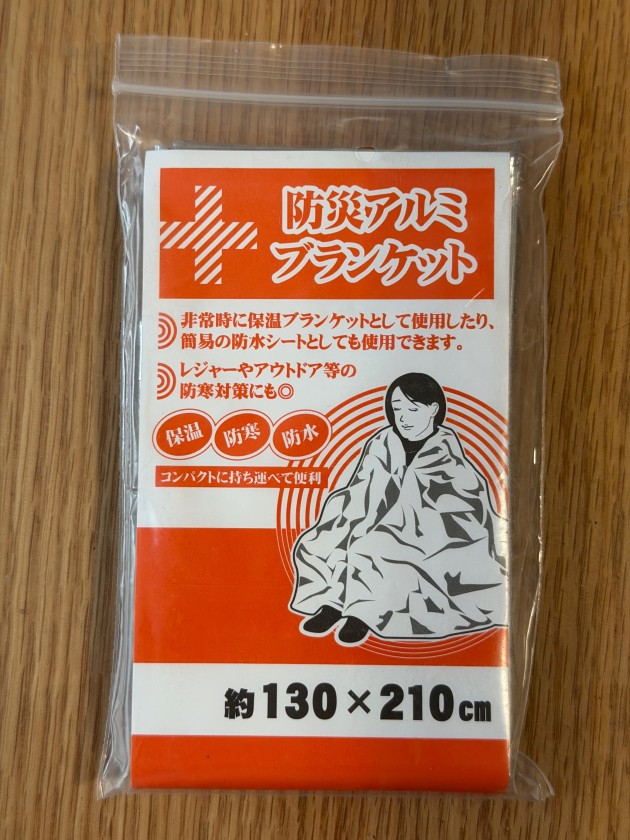 防災アルミ
ブランケット
非常時に保温ブランケットとして使用したり、
簡易の防水シートとしても使用できます。
レジャーやアウトドア等の
防寒対策にも◎
保温 防寒 防水
コンパクトに持ち運べて便利
約130×210cm